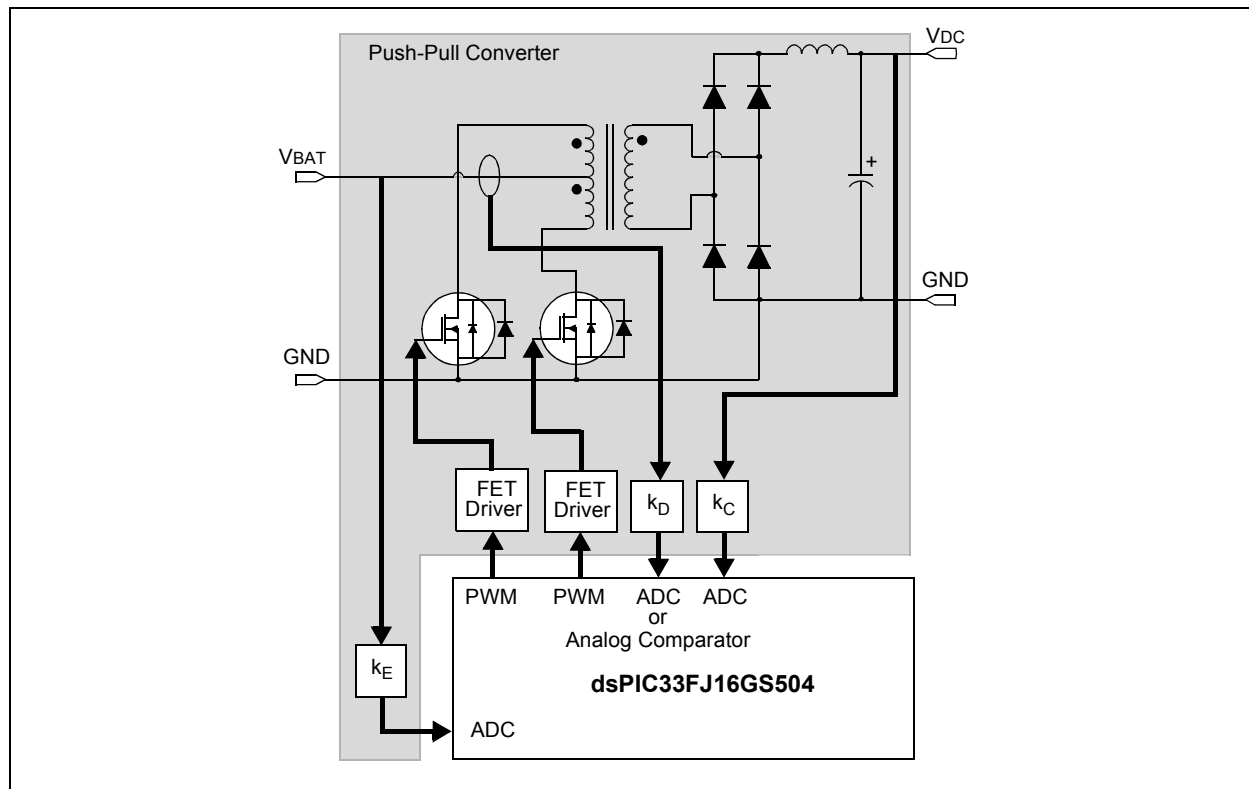 Push-Pull Converter
VDC
VBAT
+
GND
GND
FET
Driver
FET
Driver
kD
kC
PWM
PWM
ADC
ADC
or
Analog Comparator
kE
dsPIC33FJ16GS504
ADC